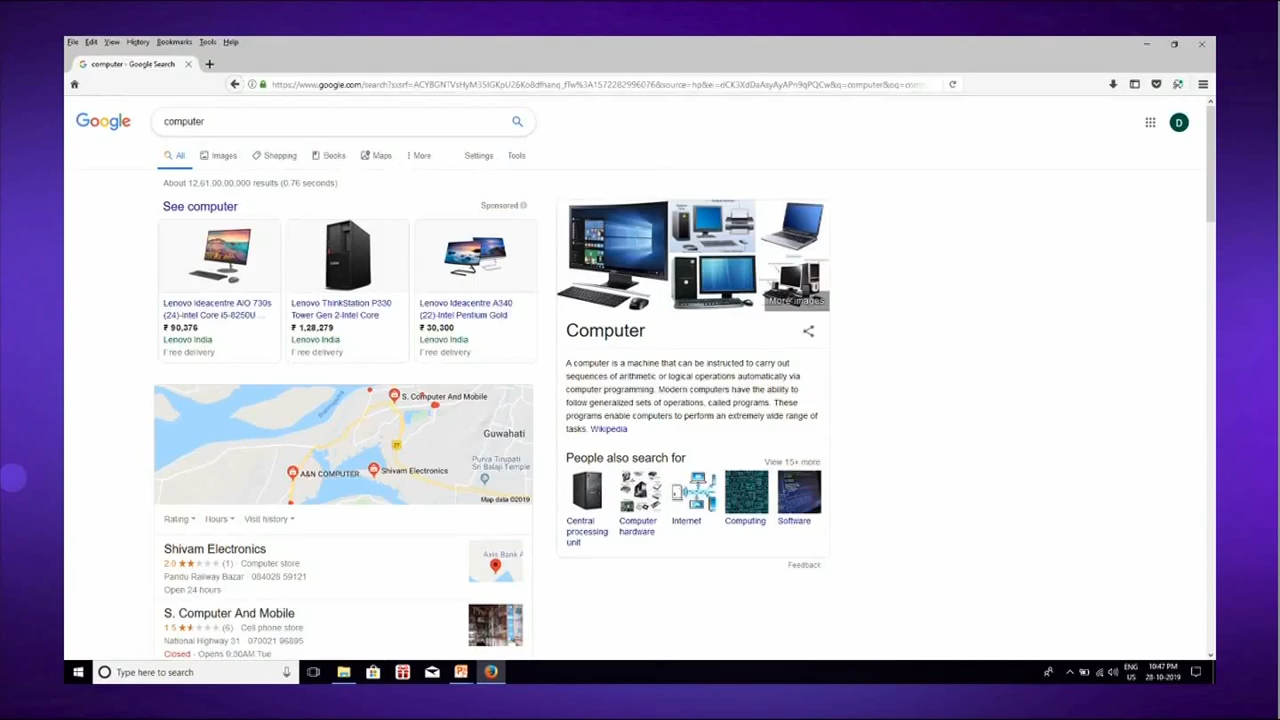 File Edit View History Bookmarks Tools Help
computer - Google Search
Google
computer
All Images Shopping Books Maps More Settings Tools
D
About 12,61,00,00,000 results (0.76 seconds)
See computer
Sponsored
Lenovo Ideacentre AIO 730s
(24)-Intel Core i5-8250U ...
₹ 90,376
Lenovo India
Free delivery
Lenovo ThinkStation P330
Tower Gen 2-Intel Core
₹ 1,28,279
Lenovo India
Free delivery
Lenovo Ideacentre A340
(22)-Intel Pentium Gold
₹ 30,300
Lenovo India
Free delivery
S. Computer And Mobile
Guwahati
27
A&N COMPUTER
Shivam Electronics
Purva Tirupati
Sri Balaji Temple
Map data ©2019
Rating Hours Visit history
Shivam Electronics
2.0 (1) · Computer store
Pandu Railway Bazar · 084028 59121
Open 24 hours
Axis Bank A
S. Computer And Mobile
1.5 (6) · Cell phone store
National Highway 31 · 070021 96895
Closed · Opens 9:30AM Tue
More images
Computer
A computer is a machine that can be instructed to carry out
sequences of arithmetic or logical operations automatically via
computer programming. Modern computers have the ability to
follow generalized sets of operations, called programs. These
programs enable computers to perform an extremely wide range of
tasks. Wikipedia
People also search for
View 15+ more
Central
processing
unit
Computer
hardware
Internet
Computing
Software
Feedback
Type here to search
ENG
US
10:47 PM
28-10-2019